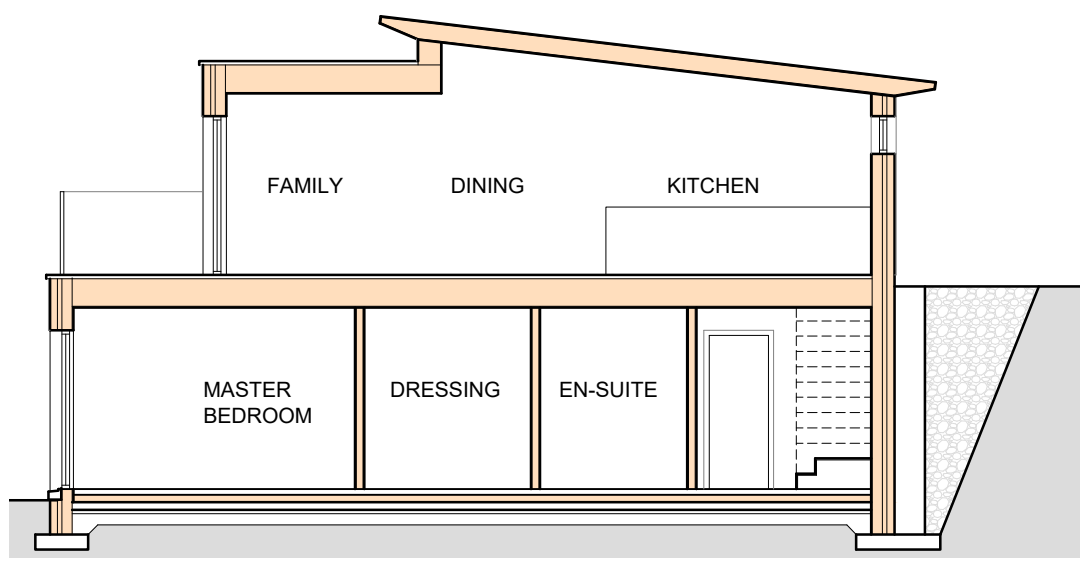 FAMILY
DINING
KITCHEN
MASTER
BEDROOM
DRESSING
EN-SUITE